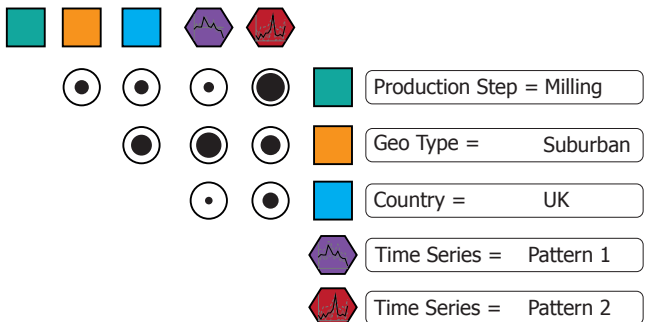 Production Step = Milling
Geo Type = Suburban
Country = UK
Time Series = Pattern 1
Time Series = Pattern 2